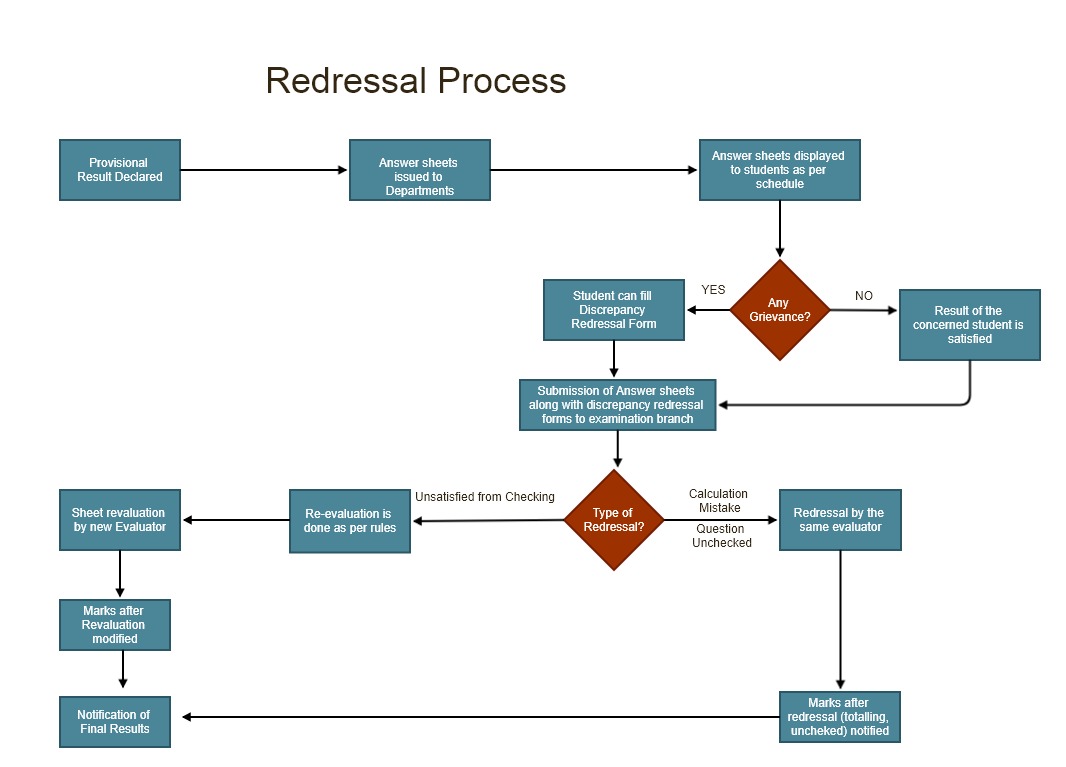 Redressal Process
Provisional
Result Declared
Answer sheets
issued to
Departments
Answer sheets displayed
to students as per
schedule
Any
Grievance?
YES
NO
Student can fill
Discrepancy
Redressal Form
Result of the
concerned student is
satisfied
Submission of Answer sheets
along with discrepancy redressal
forms to examination branch
Type of
Redressal?
Unsatisfied from Checking
Calculation
Mistake
Question
Unchecked
Re-evaluation is
done as per rules
Sheet revaluation
by new Evaluator
Redressal by the
same evaluator
Marks after
Revaluation
modified
Marks after
redressal (totalling,
uncheked) notified
Notification of
Final Results